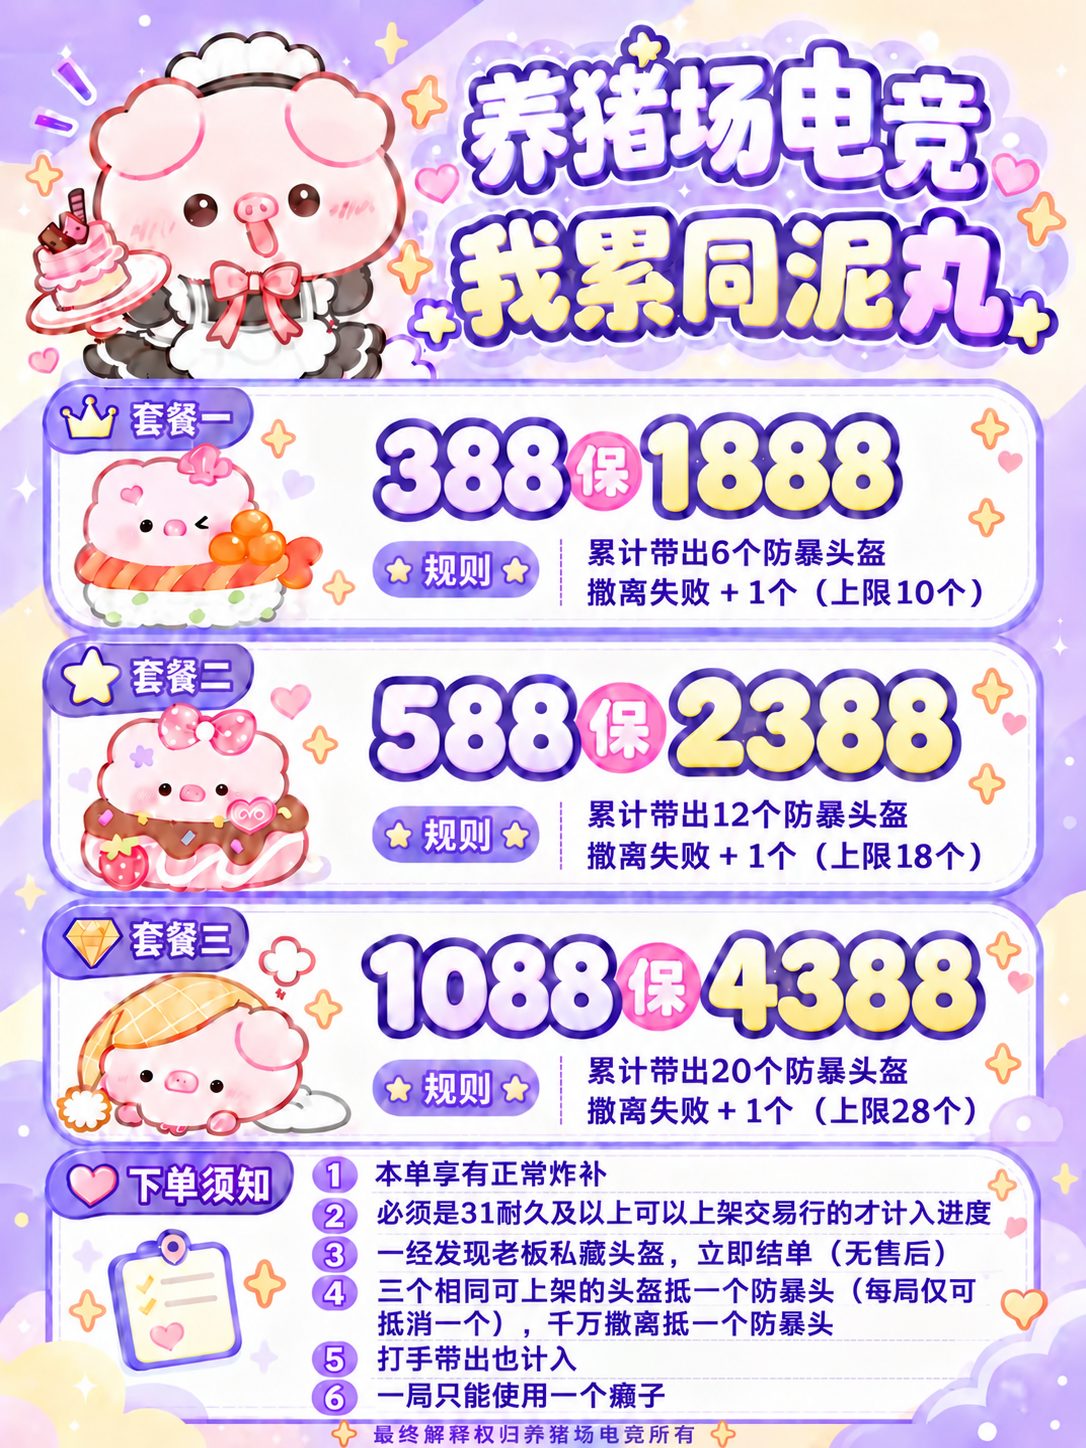 养猪场电竞
我累同泥丸
套餐一
388保1888
规则
累计带出6个防暴头盔
撤离失败+1个（上限10个）
套餐二
588保2388
规则
累计带出12个防暴头盔
撤离失败+1个（上限18个）
套餐三
1088保4388
规则
累计带出20个防暴头盔
撤离失败+1个（上限28个）
下单须知
1 本单享有正常炸补
2 必须是31耐久及以上可以上架交易行的才计入进度
3 一经发现老板私藏头盔，立即结单（无售后）
4 三个相同可上架的头盔抵一个防暴头（每局仅可
抵消一个），千万撤离抵一个防暴头
5 打手带出也计入
6 一局只能使用一个癞子
最终解释权归养猪场电竞所有